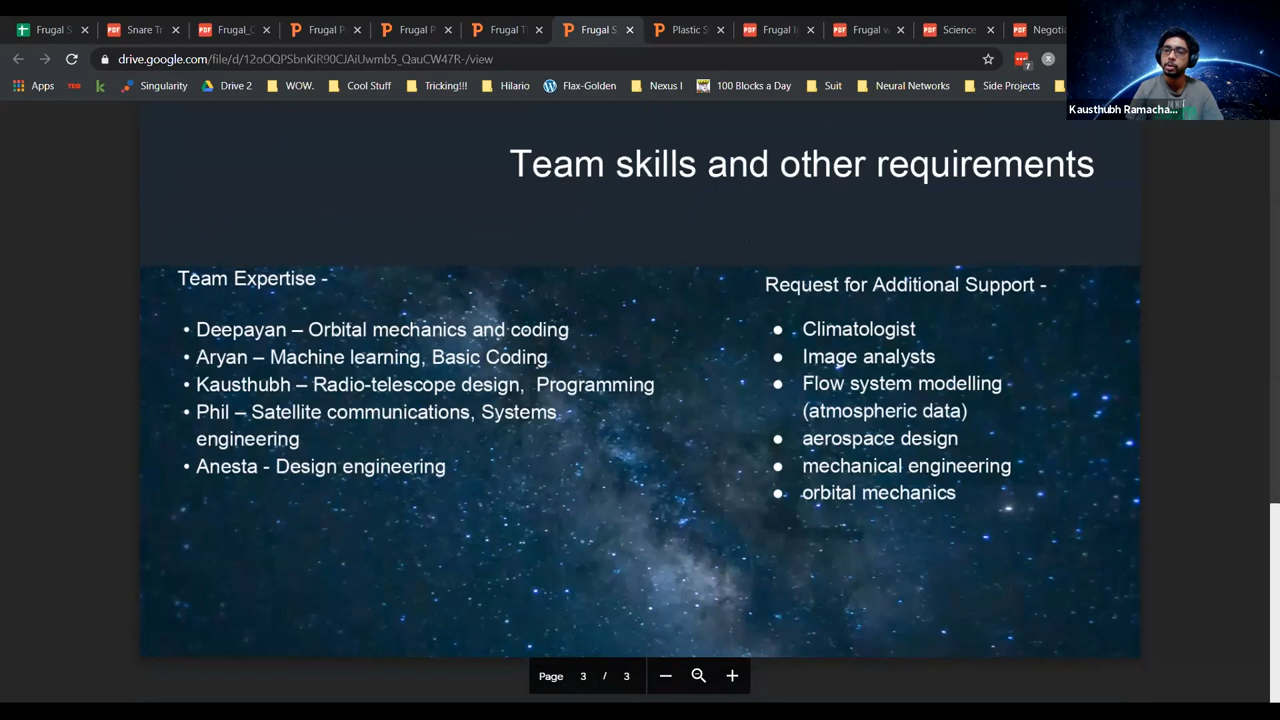 Frugal S
Snare Tr
Frugal_(
Frugal P
Frugal P
Frugal T
Frugal S
Plastic S
Frugal I
Frugal w
Science
Negoti
drive.google.com/file/d/12oOQPSbnKiR90CJAiUwmb5_QauCW47R-/view
7
Apps
TED
Singularity
Drive 2
WOW.
Cool Stuff
Tricking!!!
Hilario
Flax-Golden
Nexus I
100 Blocks a Day
Suit
Neural Networks
Side Projects
Kausthubh Ramacha...
Team skills and other requirements
Team Expertise -
• Deepayan – Orbital mechanics and coding
• Aryan – Machine learning, Basic Coding
• Kausthubh – Radio-telescope design, Programming
• Phil – Satellite communications, Systems
engineering
• Anesta - Design engineering
Request for Additional Support -
● Climatologist
● Image analysts
● Flow system modelling
(atmospheric data)
● aerospace design
● mechanical engineering
● orbital mechanics
Page 3 / 3